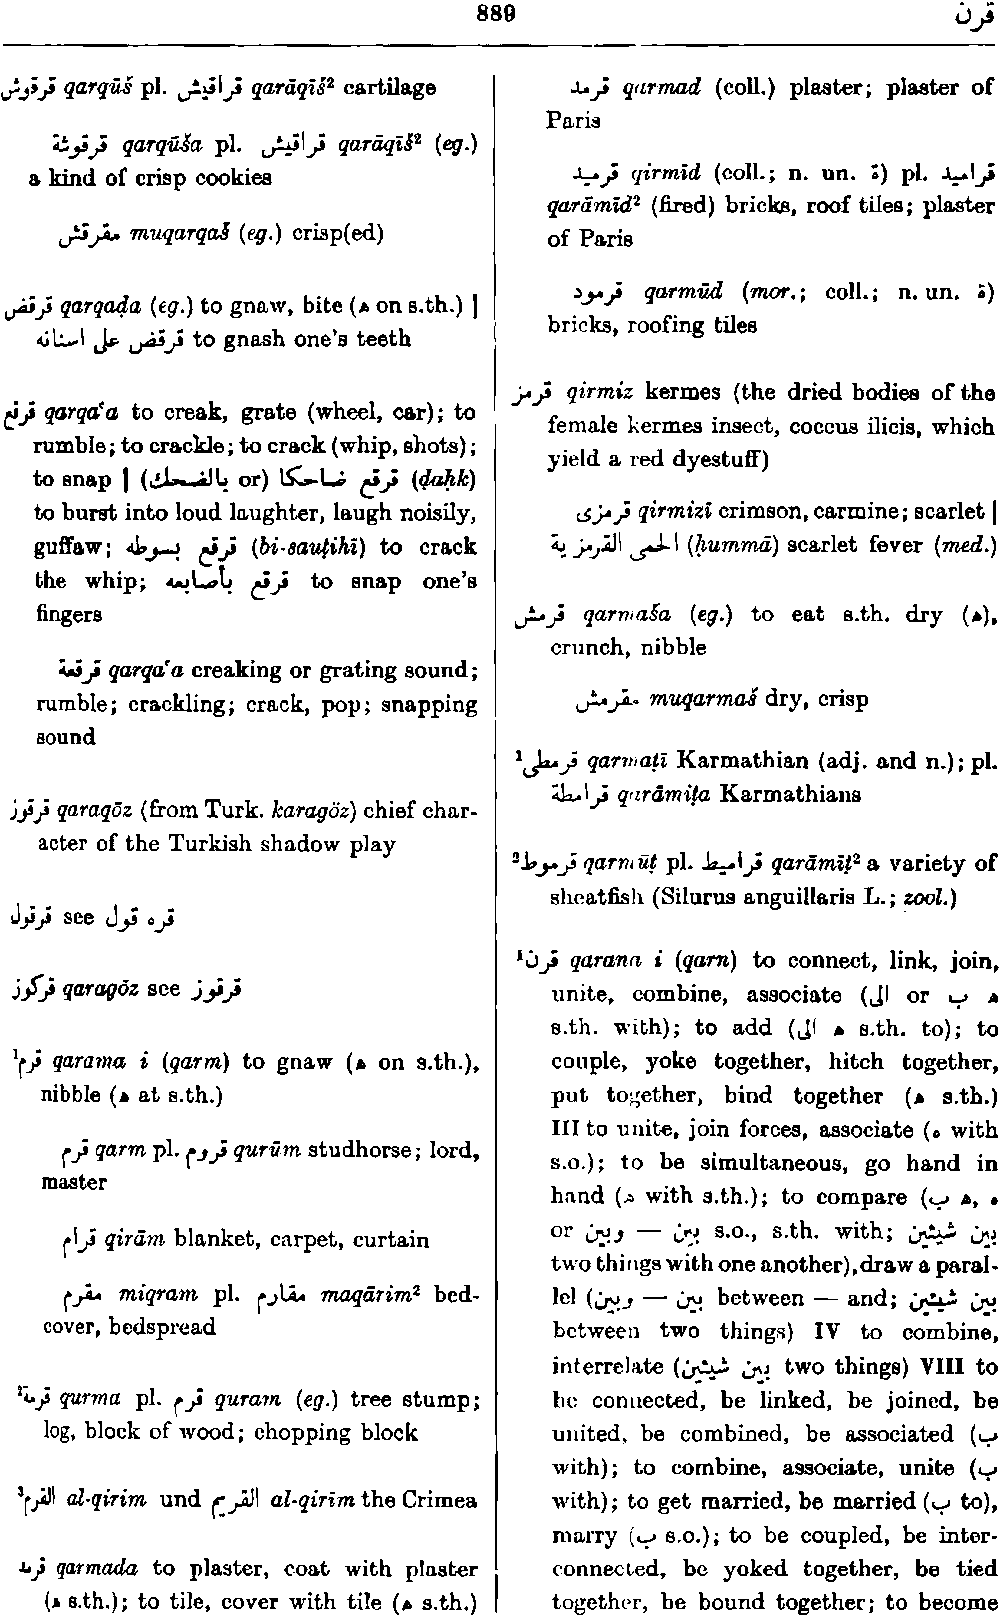 889
قرن
قرقوش qarqūš pl. قراقيش qarāqīš² cartilage
قرقوشة qarqūša pl. قراقيش qarāqīš² (eg.)
a kind of crisp cookies
مقرقش muqarqaš (eg.) crisp(ed)
قرقض qarqaḍa (eg.) to gnaw, bite (ه on s.th.) |
قرقض على اسنانه to gnash one's teeth
قرقع qarqaʿa to creak, grate (wheel, car); to
rumble; to crackle; to crack (whip, shots);
to snap | (بالضحك or) قرقع ضاحكا (ḍaḥk)
to burst into loud laughter, laugh noisily,
guffaw; قرقع بسوطه (bi-sauṭihī) to crack
the whip; قرقع بأصابعه to snap one's
fingers
قرقعة qarqaʿa creaking or grating sound;
rumble; crackling; crack, pop; snapping
sound
قرقوز qaragōz (from Turk. karagöz) chief char-
acter of the Turkish shadow play
قرقول see قره قول
قركوز qaragōz see قرقوز
¹قرم qarama i (qarm) to gnaw (ه on s.th.),
nibble (ه at s.th.)
قرم qarm pl. قروم qurūm studhorse; lord,
master
قرام qirām blanket, carpet, curtain
مقرم miqram pl. مقارم maqārim² bed-
cover, bedspread
²قرمة qurma pl. قرم quram (eg.) tree stump;
log, block of wood; chopping block
³القرم al-qirim und القريم al-qirīm the Crimea
قرمد qarmada to plaster, coat with plaster
(ه s.th.); to tile, cover with tile (ه s.th.)
قرمد qarmad (coll.) plaster; plaster of
Paris
قرميد qirmīd (coll.; n. un. ة) pl. قراميد
qarāmīd² (fired) bricks, roof tiles; plaster
of Paris
قرمود qarmūd (mor.; coll.; n. un. ة)
bricks, roofing tiles
قرمز qirmiz kermes (the dried bodies of the
female kermes insect, coccus ilicis, which
yield a red dyestuff)
قرمزى qirmizī crimson, carmine; scarlet |
الحمى القرمزية (ḥummā) scarlet fever (med.)
قرمش qarmaša (eg.) to eat s.th. dry (ه),
crunch, nibble
مقرمش muqarmaš dry, crisp
¹قرمطى qarmaṭī Karmathian (adj. and n.); pl.
قرامطة qarāmiṭa Karmathians
²قرموط qarmūṭ pl. قراميط qarāmīṭ² a variety of
sheatfish (Silurus anguillaris L.; zool.)
¹قرن qarana i (qarn) to connect, link, join,
unite, combine, associate (الى or ه ب
s.th. with); to add (ه الى s.th. to); to
couple, yoke together, hitch together,
put together, bind together (ه s.th.)
III to unite, join forces, associate (ه with
s.o.); to be simultaneous, go hand in
hand (ه with s.th.); to compare (ه, ه ب
or بين — وبين s.o., s.th. with; بين شيئين
two things with one another), draw a paral-
lel (بين — وبين between — and; بين شيئين
between two things) IV to combine,
interrelate (بين شيئين two things) VIII to
be connected, be linked, be joined, be
united, be combined, be associated (ب
with); to combine, associate, unite (ب
with); to get married, be married (ب to),
marry (ب s.o.); to be coupled, be inter-
connected, be yoked together, be tied
together, be bound together; to become